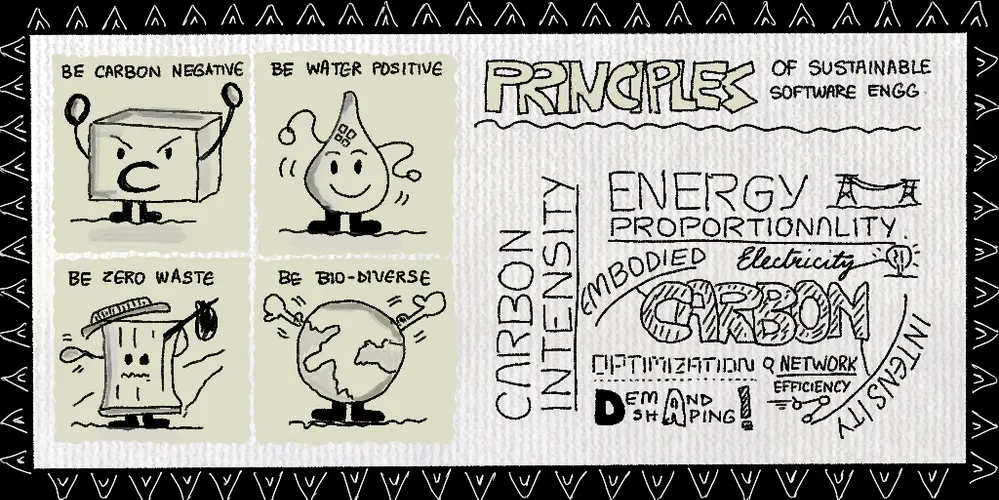 BE CARBON NEGATIVE
BE WATER POSITIVE
BE ZERO WASTE
BE BIO-DIVERSE
PRINCIPLES
OF SUSTAINABLE
SOFTWARE ENGG.
CARBON
INTENSITY
ENERGY
PROPORTIONALITY.
EMBODIED
Electricity
CARBON
INTENSITY
OPTIMIZATION
NETWORK
EFFICIENCY
DEMAND
SHAPING!